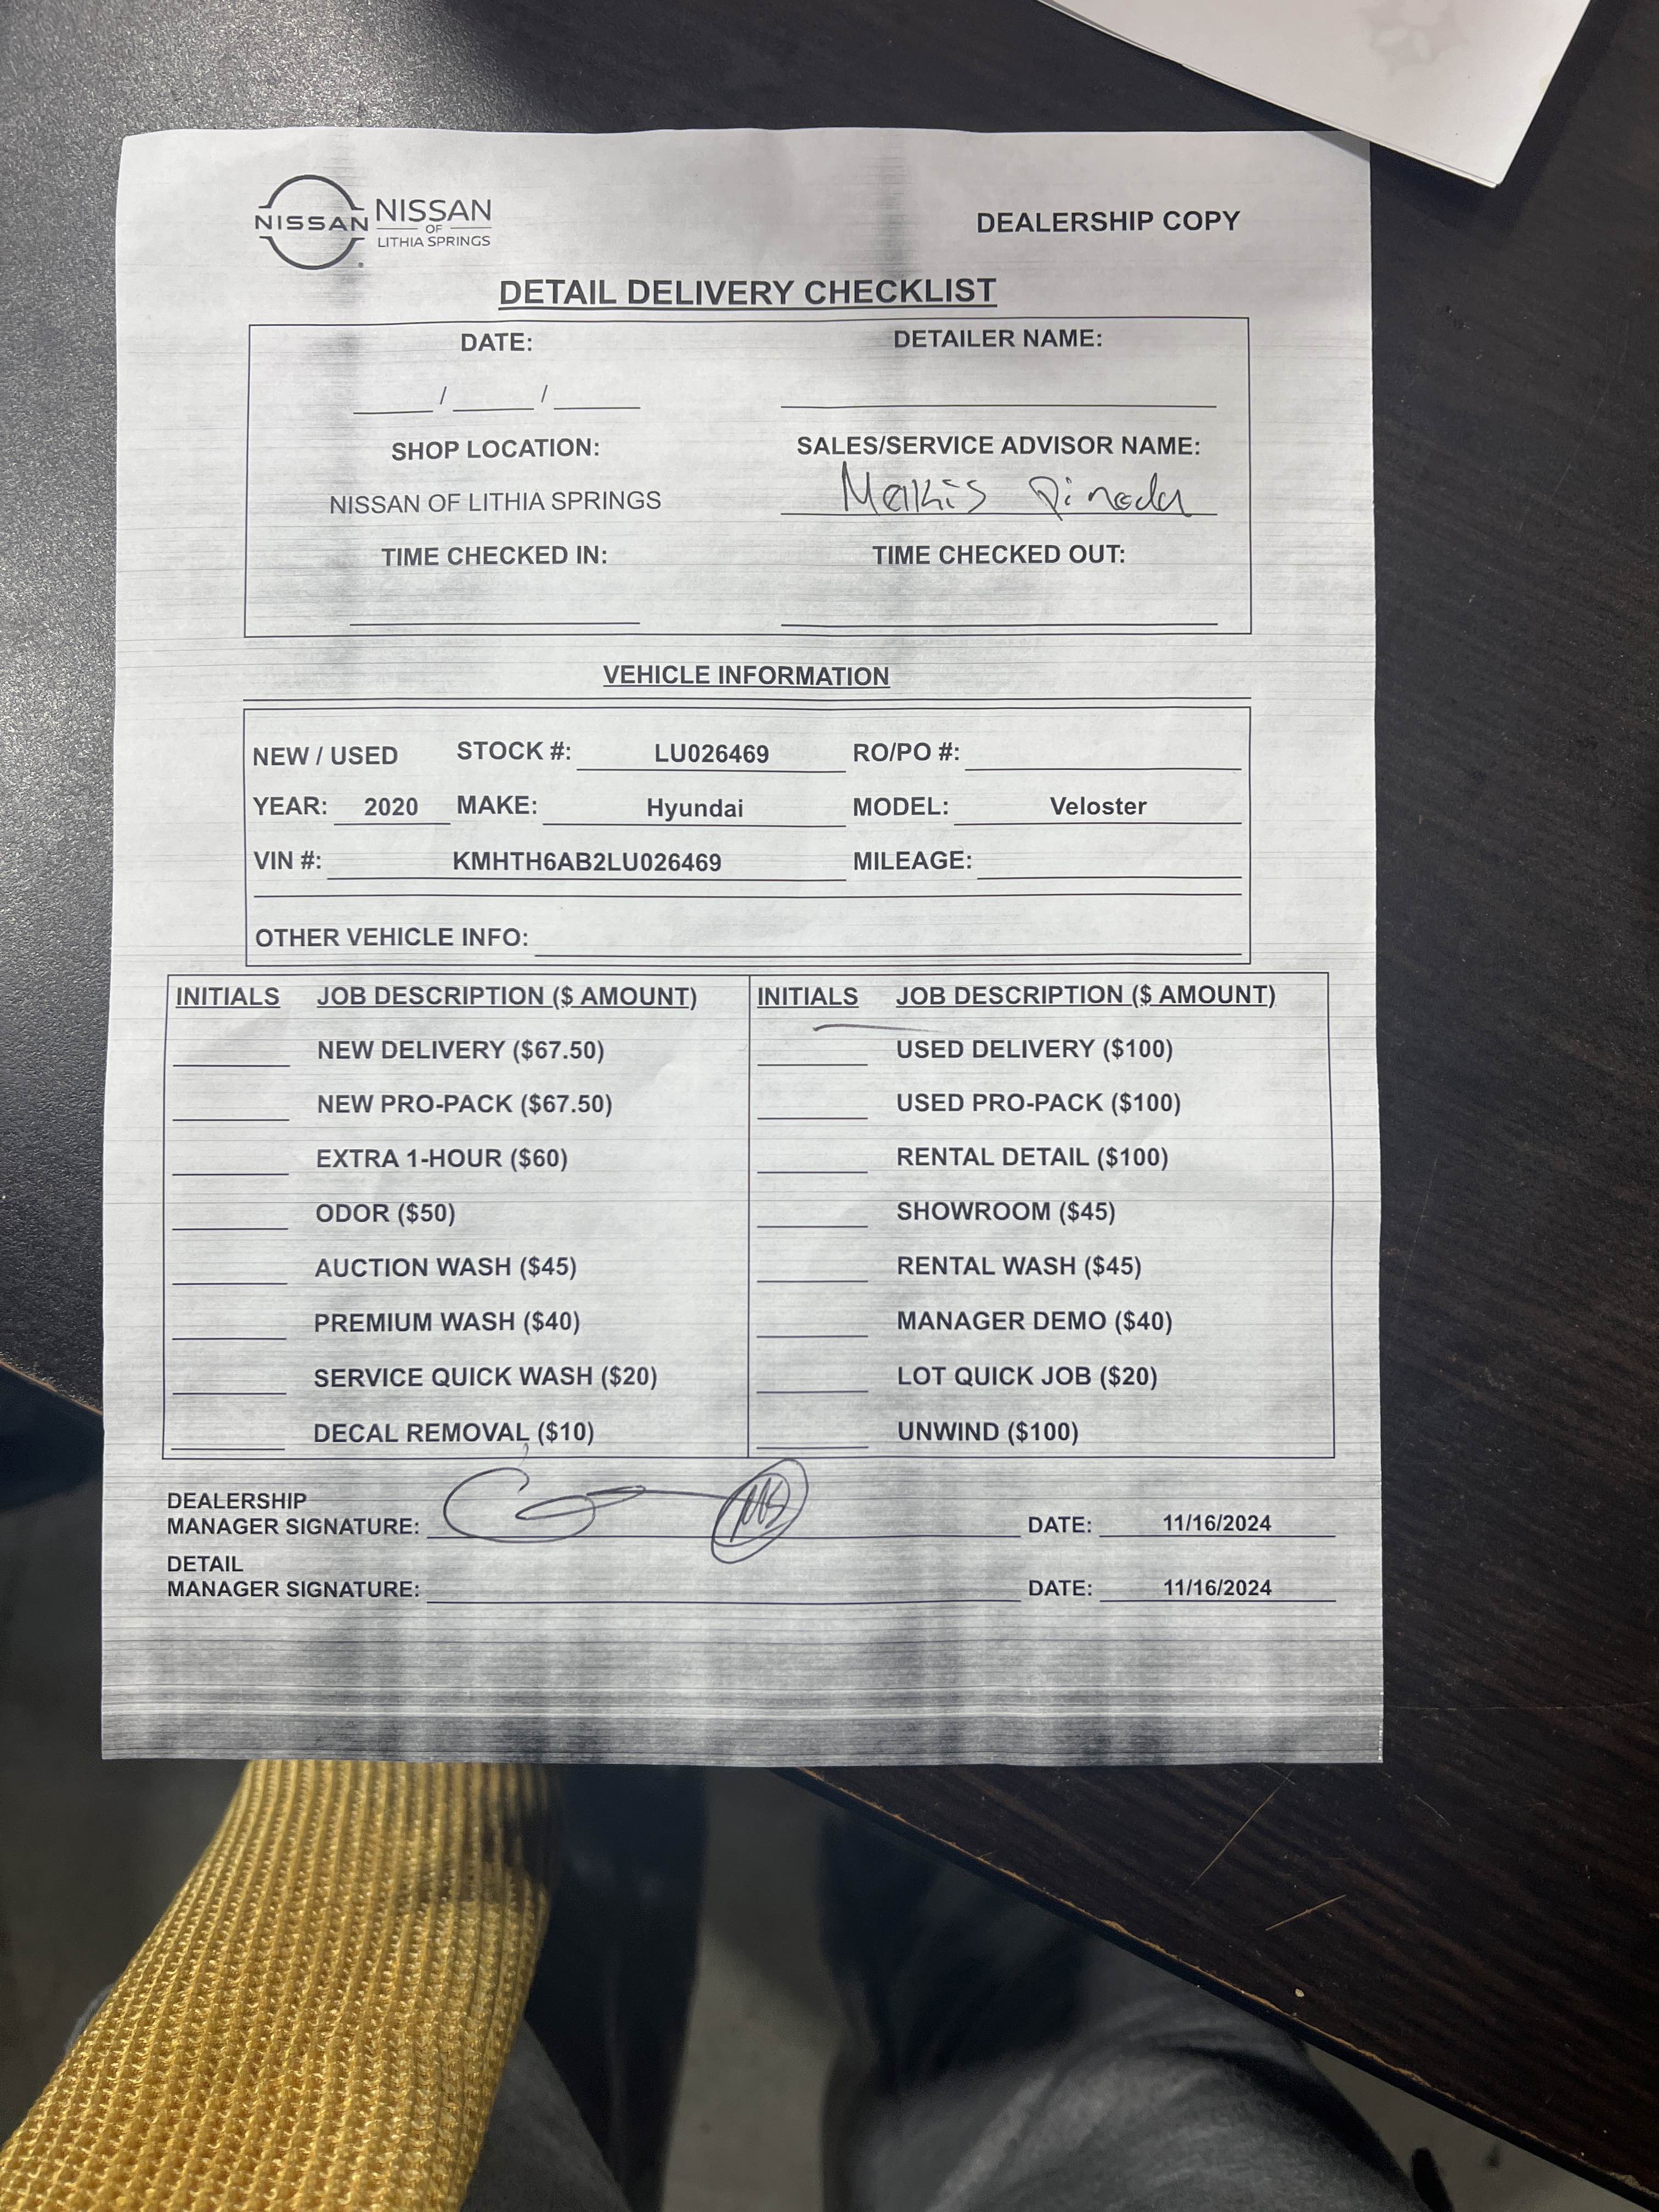 NISSAN
NISSAN
OF
LITHIA SPRINGS
DEALERSHIP COPY
DETAIL DELIVERY CHECKLIST
DATE: DETAILER NAME:
____ / ____ / ____
SHOP LOCATION: SALES/SERVICE ADVISOR NAME:
NISSAN OF LITHIA SPRINGS Pineda
TIME CHECKED IN: TIME CHECKED OUT:
VEHICLE INFORMATION
NEW / USED STOCK #: LU026469 RO/PO #:
YEAR: 2020 MAKE: Hyundai MODEL: Veloster
VIN #: KMHTH6AB2LU026469 MILEAGE:
OTHER VEHICLE INFO:
INITIALS JOB DESCRIPTION ($ AMOUNT) INITIALS JOB DESCRIPTION ($ AMOUNT)
NEW DELIVERY ($67.50) USED DELIVERY ($100)
NEW PRO-PACK ($67.50) USED PRO-PACK ($100)
EXTRA 1-HOUR ($60) RENTAL DETAIL ($100)
ODOR ($50) SHOWROOM ($45)
AUCTION WASH ($45) RENTAL WASH ($45)
PREMIUM WASH ($40) MANAGER DEMO ($40)
SERVICE QUICK WASH ($20) LOT QUICK JOB ($20)
DECAL REMOVAL ($10) UNWIND ($100)
DEALERSHIP
MANAGER SIGNATURE: DATE: 11/16/2024
DETAIL
MANAGER SIGNATURE: DATE: 11/16/2024